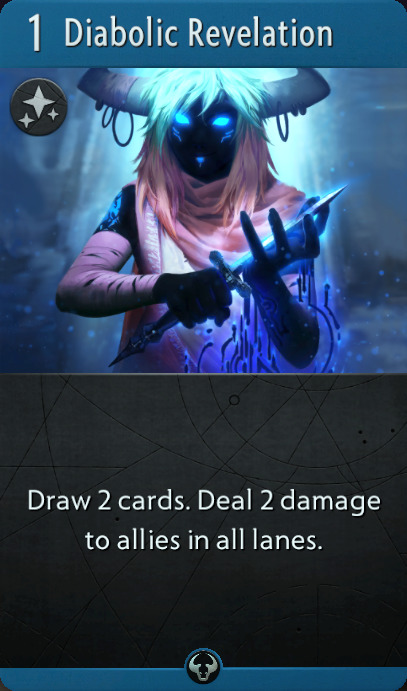 1 Diabolic Revelation
Draw 2 cards. Deal 2 damage
to allies in all lanes.